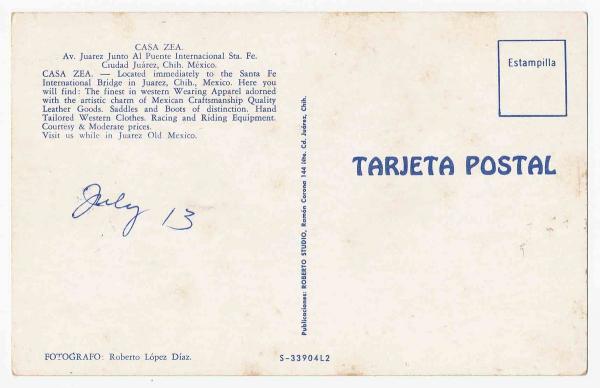 CASA ZEA.
Av. Juarez Junto Al Puente Internacional Sta. Fe.
Ciudad Juárez, Chih. México.
CASA ZEA. — Located immediately to the Santa Fe
International Bridge in Juarez, Chih., Mexico. Here you
will find: The finest in western Wearing Apparel adorned
with the artistic charm of Mexican Craftsmanship Quality
Leather Goods. Saddles and Boots of distinction. Hand
Tailored Western Clothes. Racing and Riding Equipment.
Courtesy & Moderate prices.
Visit us while in Juarez Old Mexico.
July 13
FOTOGRAFO: Roberto López Díaz.
Publicaciones: ROBERTO STUDIO, Ramón Corona 144 Cd. Juárez, Chih.
S-33904L2
Estampilla
TARJETA POSTAL